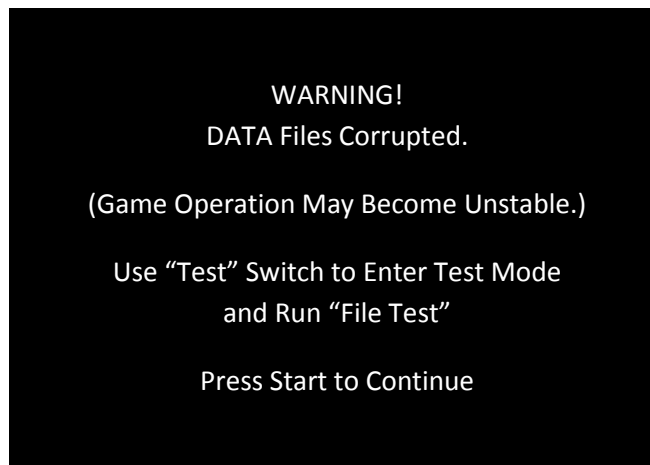 WARNING!
DATA Files Corrupted.
(Game Operation May Become Unstable.)
Use “Test” Switch to Enter Test Mode
and Run “File Test”
Press Start to Continue